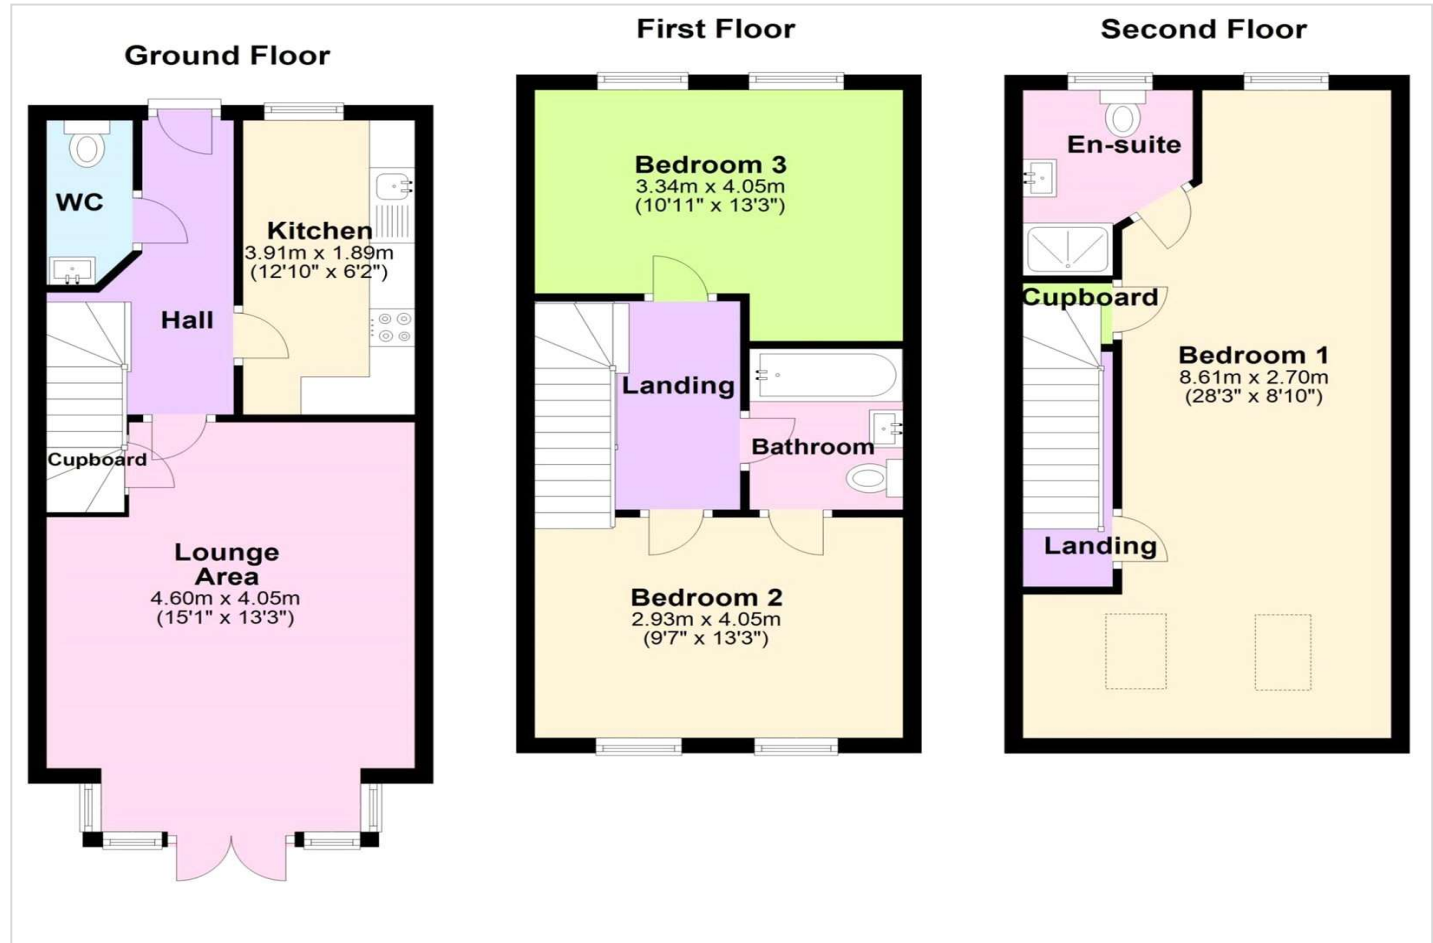 Ground Floor
WC
Kitchen
3.91m x 1.89m
(12'10" x 6'2")
Hall
Cupboard
Lounge
Area
4.60m x 4.05m
(15'1" x 13'3")
First Floor
Bedroom 3
3.34m x 4.05m
(10'11" x 13'3")
Landing
Bathroom
Bedroom 2
2.93m x 4.05m
(9'7" x 13'3")
Second Floor
En-suite
Cupboard
Bedroom 1
8.61m x 2.70m
(28'3" x 8'10")
Landing